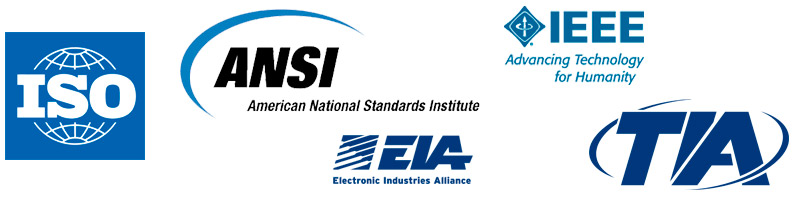 ISO
ANSI
American National Standards Institute
IEEE
Advancing Technology
for Humanity
EIA
Electronic Industries Alliance
TIA